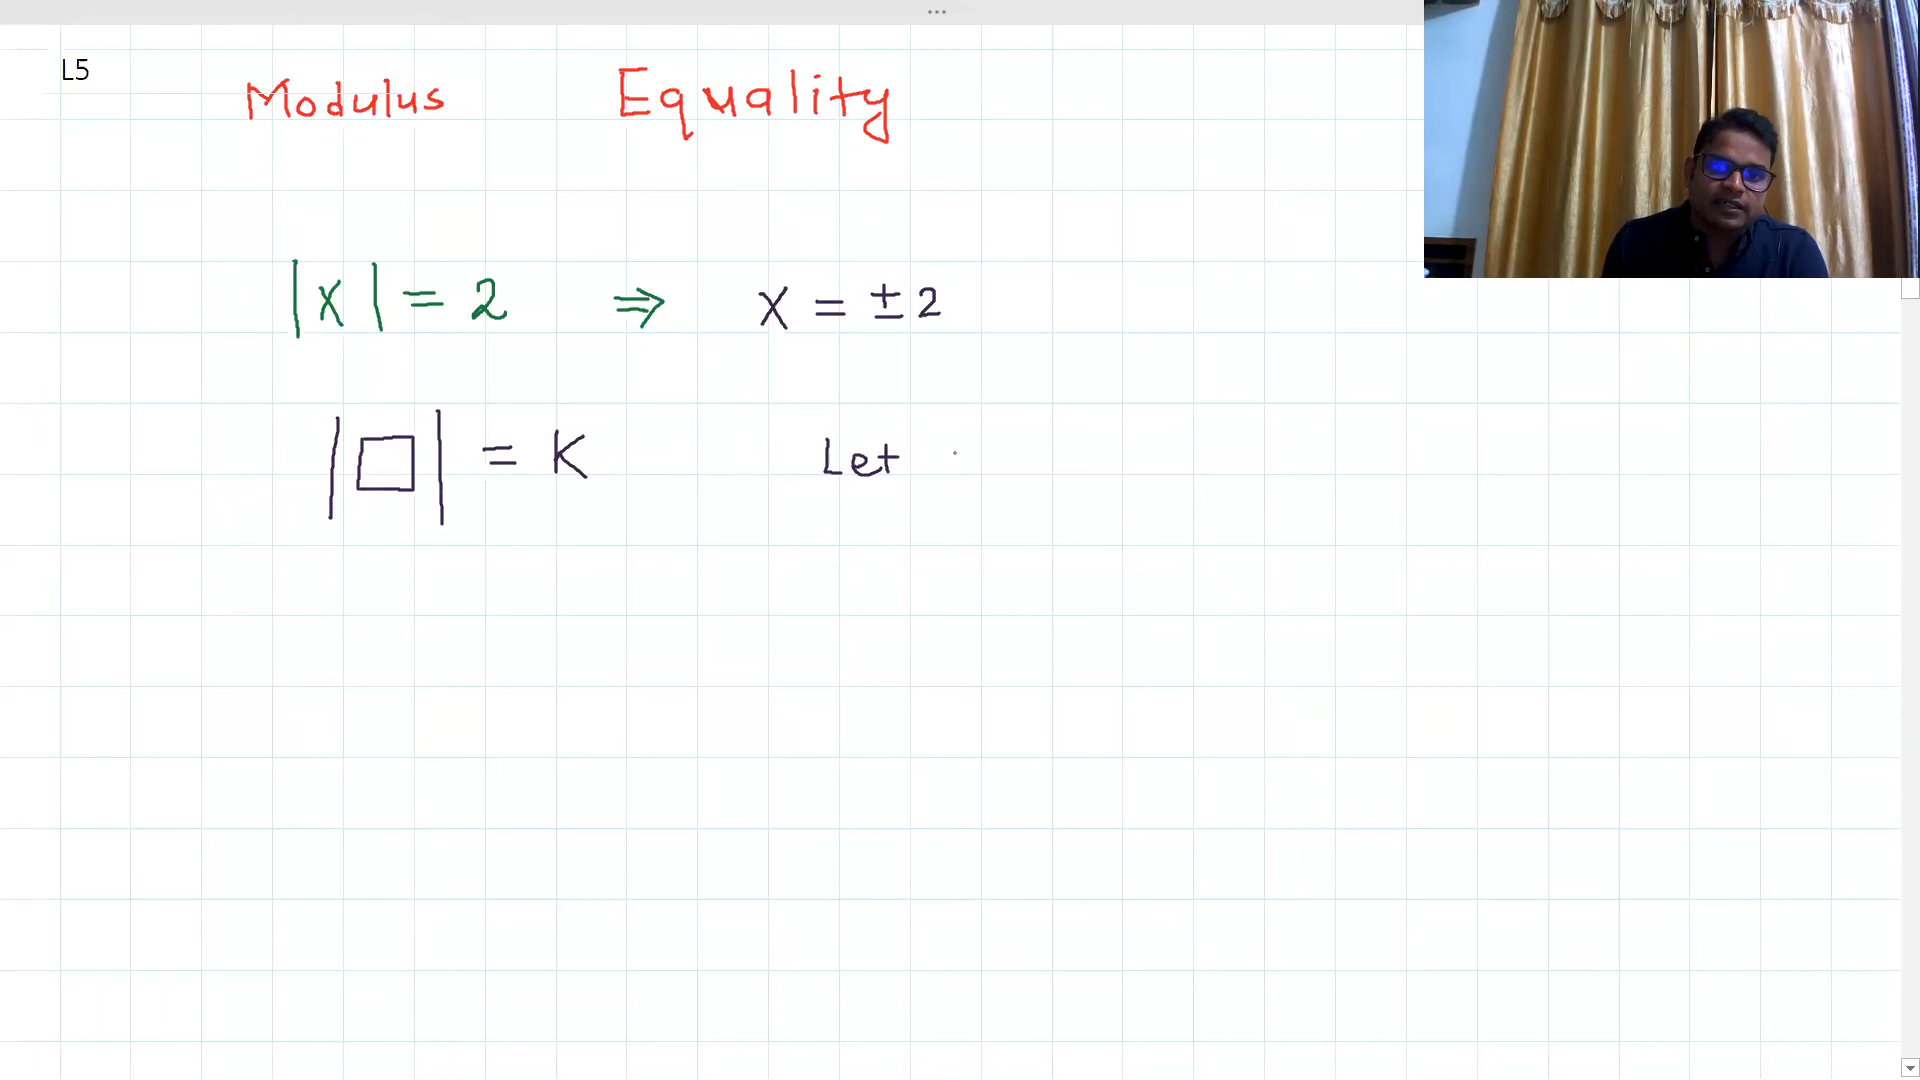 L5
Modulus Equality
|x| = 2 ⇒ x = ±2
|□| = K Let